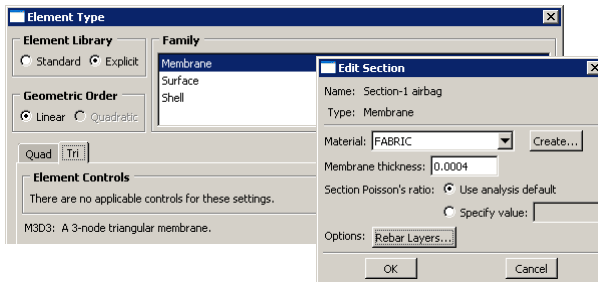 Element Type
Element Library
Standard Explicit
Geometric Order
Linear Quadratic
Family
Membrane
Surface
Shell
Quad Tri
Element Controls
There are no applicable controls for these settings.
M3D3: A 3-node triangular membrane.
Edit Section
Name: Section-1 airbag
Type: Membrane
Material: FABRIC Create...
Membrane thickness: 0.0004
Section Poisson's ratio: Use analysis default
Specify value:
Options: Rebar Layers...
OK Cancel